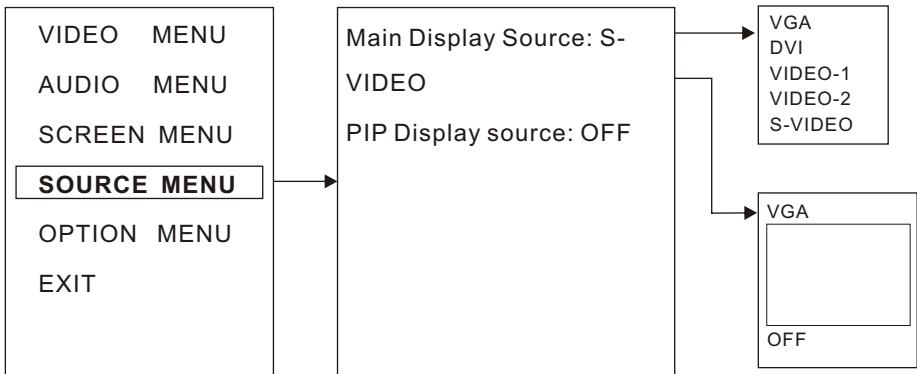 VIDEO MENU
AUDIO MENU
SCREEN MENU
SOURCE MENU
OPTION MENU
EXIT
Main Display Source: S-
VIDEO
PIP Display source: OFF
VGA
DVI
VIDEO-1
VIDEO-2
S-VIDEO
VGA
OFF